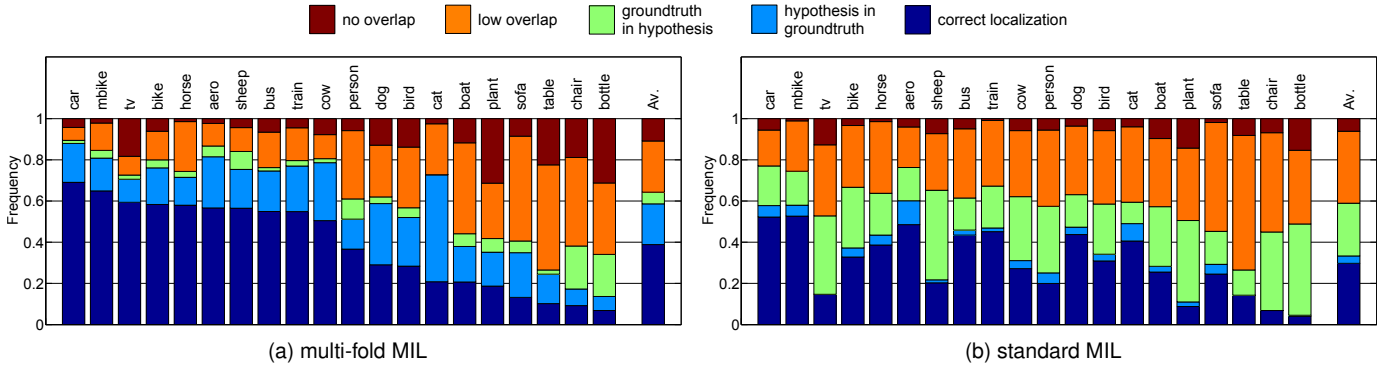 no overlap
low overlap
groundtruth
in hypothesis
hypothesis in
groundtruth
correct localization
Frequency
1
0.8
0.6
0.4
0.2
0
car
mbike
tv
bike
horse
aero
sheep
bus
train
cow
person
dog
bird
cat
boat
plant
sofa
table
chair
bottle
Av.
(a) multi-fold MIL
Frequency
1
0.8
0.6
0.4
0.2
0
car
mbike
tv
bike
horse
aero
sheep
bus
train
cow
person
dog
bird
cat
boat
plant
sofa
table
chair
bottle
Av.
(b) standard MIL